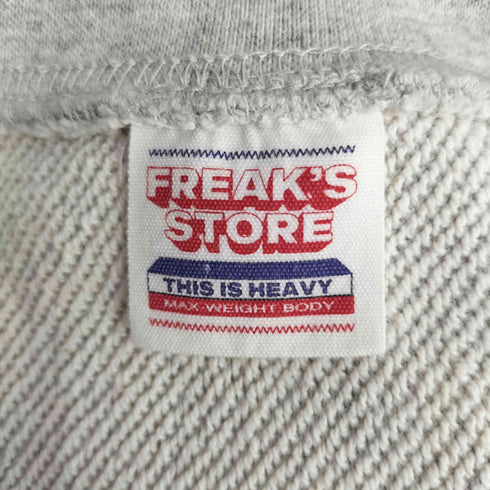 FREAK'S
STORE
THIS IS HEAVY
MAX WEIGHT BODY